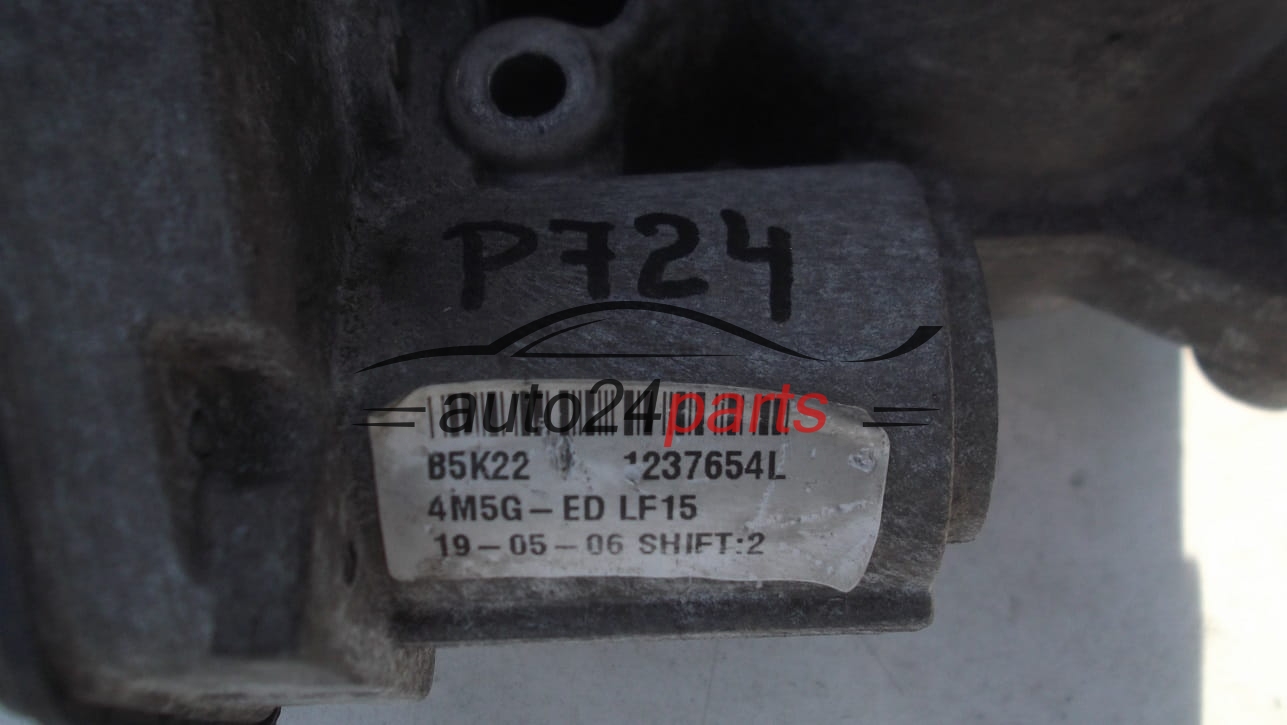 P724
auto24parts
B5K22 1237654L
4M5G-ED LF15
19-05-06 SHIFT:2